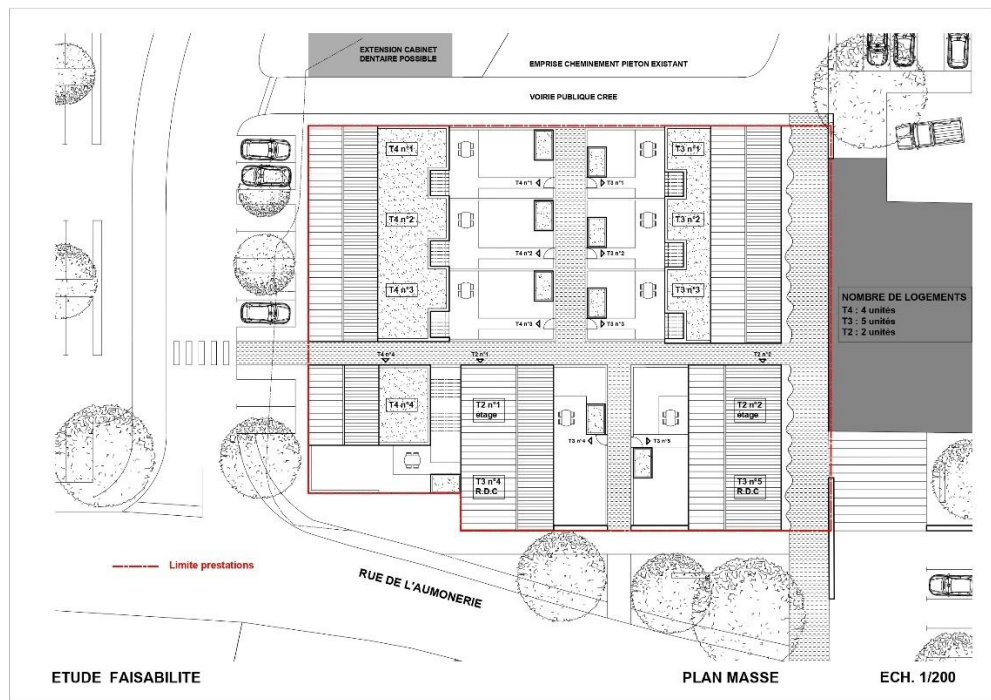 EXTENSION CABINET
DENTAIRE POSSIBLE
EMPRISE CHEMINEMENT PIETON EXISTANT
VOIRIE PUBLIQUE CREE
T4 n°1
T3 n°1
T4 n°1
T3 n°1
T4 n°2
T3 n°2
T4 n°2
T3 n°2
T4 n°3
T3 n°3
T4 n°3
T3 n°3
NOMBRE DE LOGEMENTS
T4 : 4 unités
T3 : 5 unités
T2 : 2 unités
T4 n°4
T2 n°1
T2 n°2
T4 n°4
T2 n°1
étage
T2 n°2
étage
T3 n°4
T3 n°5
T3 n°4
R.D.C
T3 n°5
R.D.C
Limite prestations
RUE DE L'AUMONERIE
ETUDE FAISABILITE
PLAN MASSE
ECH. 1/200